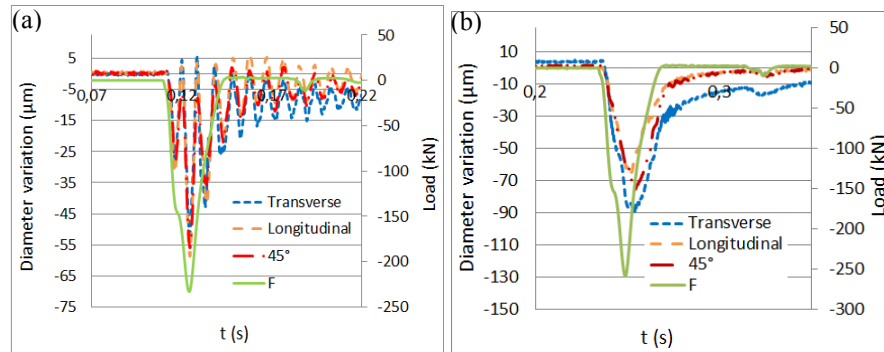 (a)
Diameter variation (µm)
5
-5
-15
-25
-35
-45
-55
-65
-75
0,07
0,12
0,17
0,22
50
0
-50
-100
-150
-200
-250
Load (kN)
Transverse
Longitudinal
45°
F
t (s)
(b)
Diameter variation (µm)
10
-10
-30
-50
-70
-90
-110
-130
-150
0,2
0,3
50
0
-50
-100
-150
-200
-250
-300
Load (kN)
Transverse
Longitudinal
45°
F
t (s)